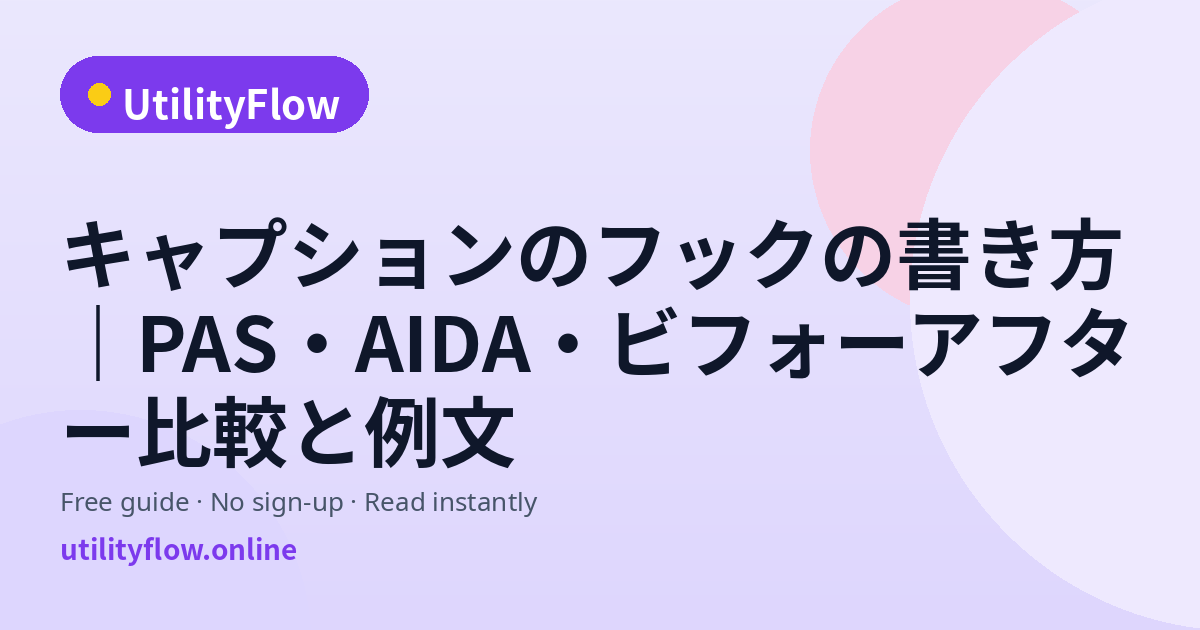 UtilityFlow
キャプションのフックの書き方
｜PAS・AIDA・ビフォーアフタ
ー比較と例文
Free guide · No sign-up · Read instantly
utilityflow.online